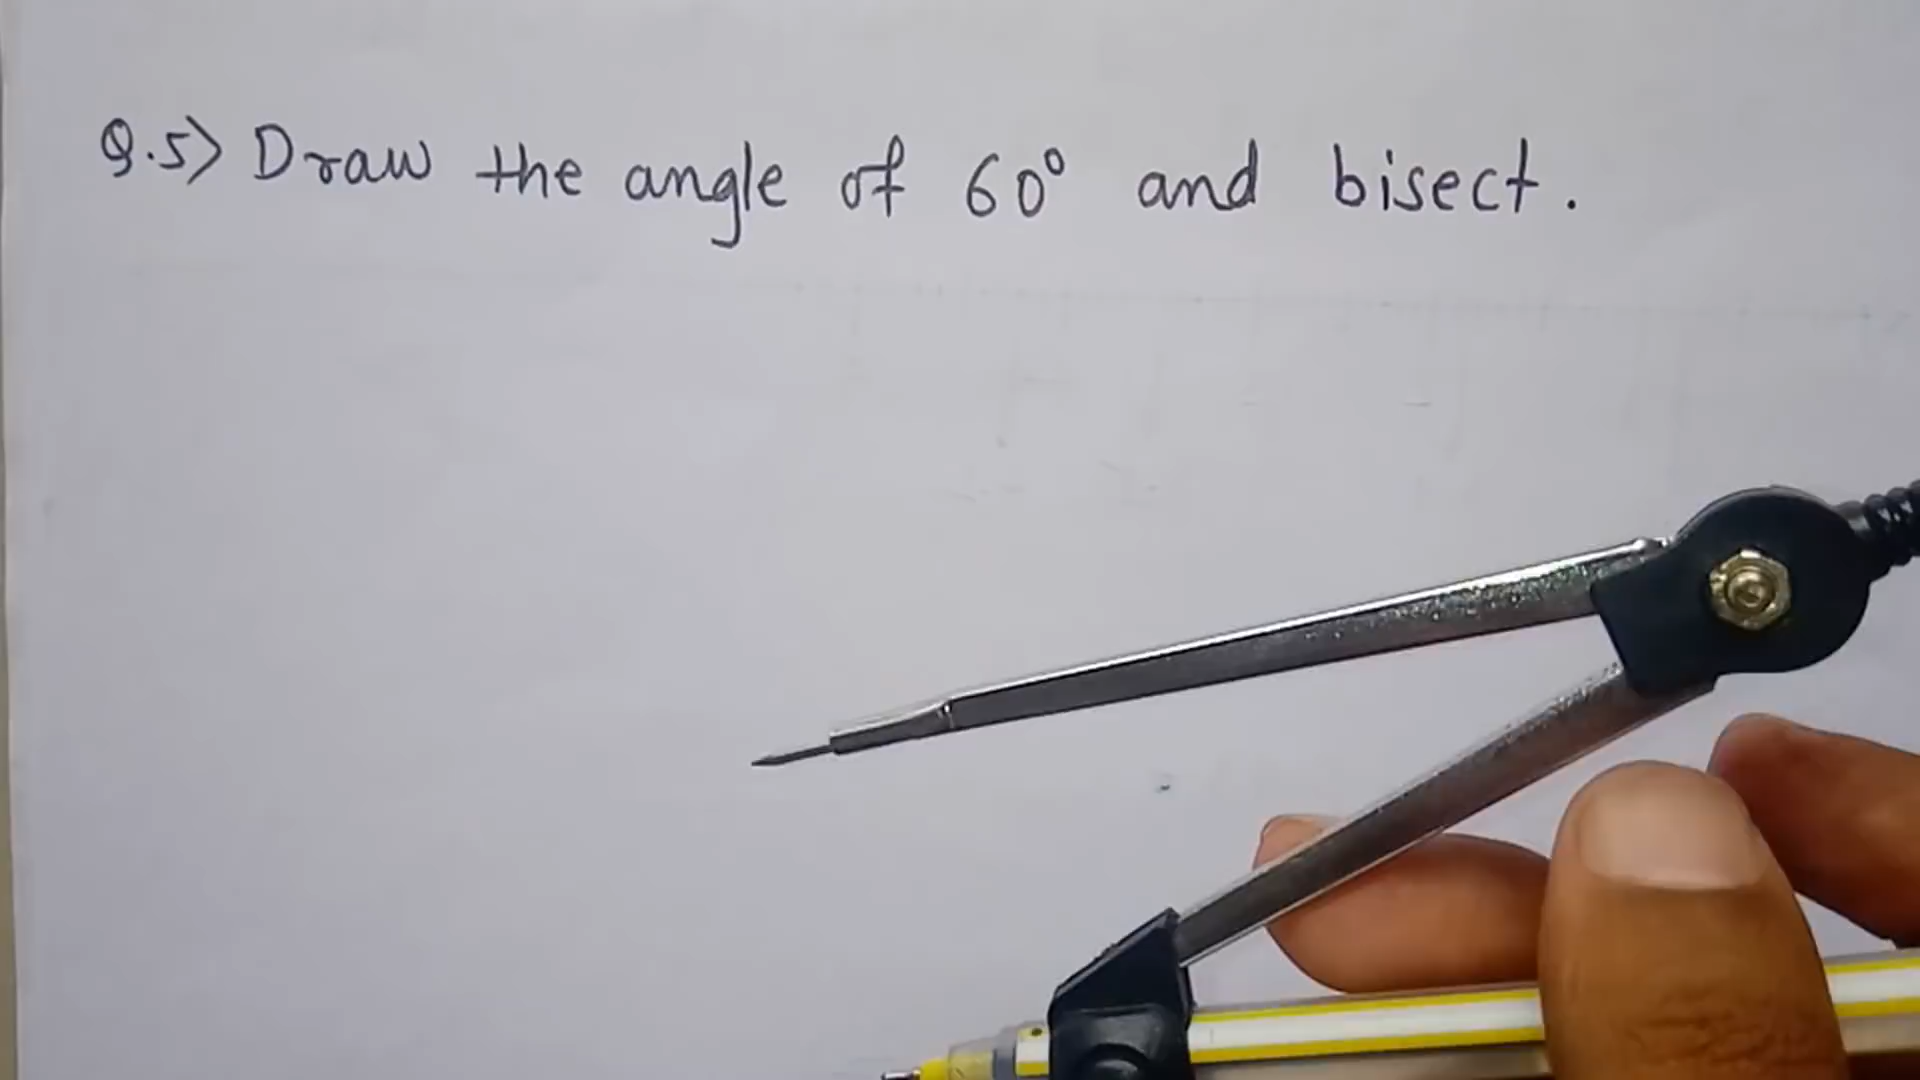 Q.5> Draw the angle of 60° and bisect.